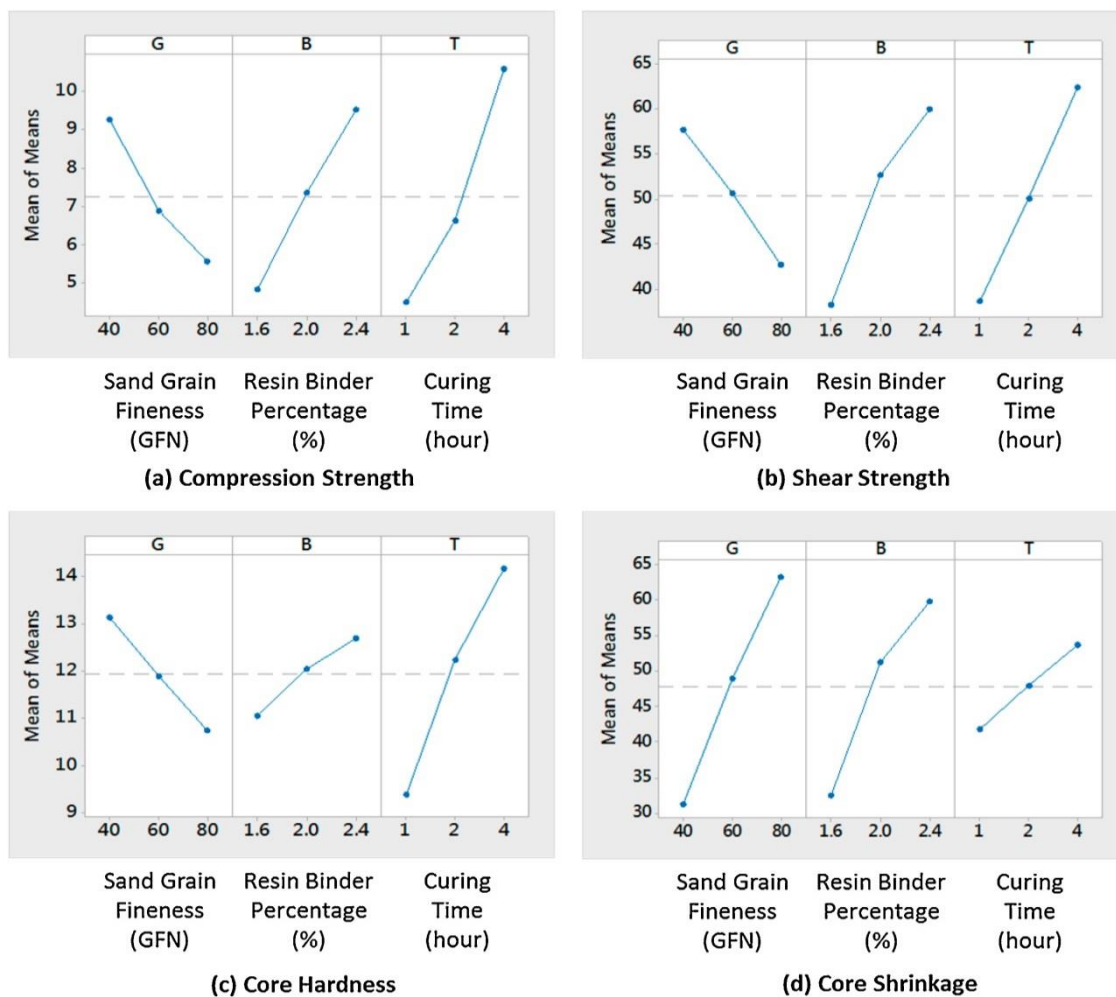 G B T
Mean of Means
10
9
8
7
6
5
40 60 80 1.6 2.0 2.4 1 2 4
Sand Grain Resin Binder Curing
Fineness Percentage Time
(GFN) (%) (hour)
(a) Compression Strength
G B T
Mean of Means
65
60
55
50
45
40
40 60 80 1.6 2.0 2.4 1 2 4
Sand Grain Resin Binder Curing
Fineness Percentage Time
(GFN) (%) (hour)
(b) Shear Strength
G B T
Mean of Means
14
13
12
11
10
9
40 60 80 1.6 2.0 2.4 1 2 4
Sand Grain Resin Binder Curing
Fineness Percentage Time
(GFN) (%) (hour)
(c) Core Hardness
G B T
Mean of Means
65
60
55
50
45
40
35
30
40 60 80 1.6 2.0 2.4 1 2 4
Sand Grain Resin Binder Curing
Fineness Percentage Time
(GFN) (%) (hour)
(d) Core Shrinkage